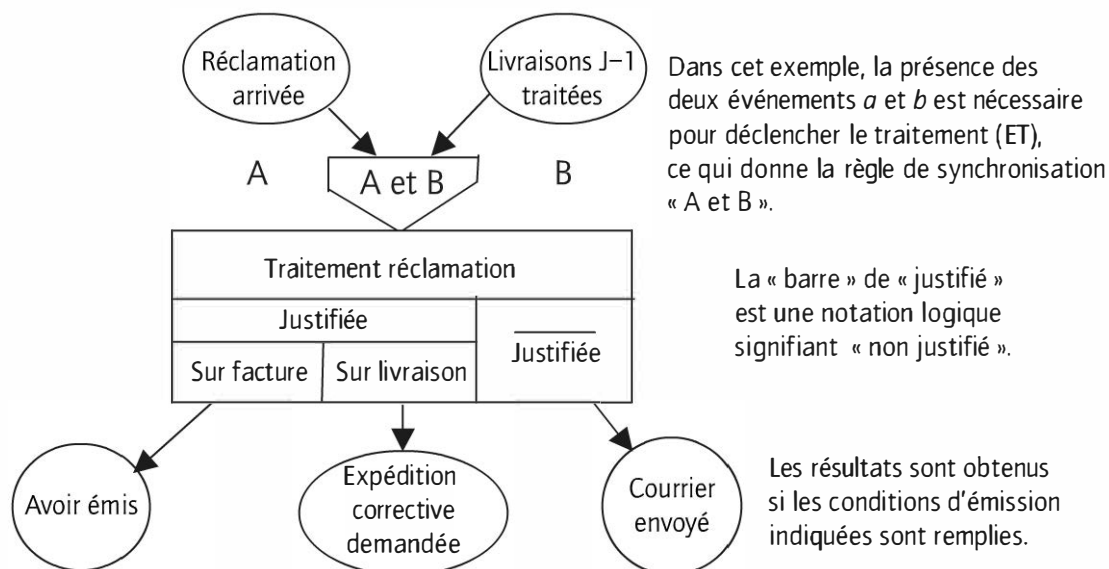 Réclamation
arrivée
Livraisons J–1
traitées
Dans cet exemple, la présence des
deux événements a et b est nécessaire
pour déclencher le traitement (ET),
ce qui donne la règle de synchronisation
« A et B ».
A
A et B
B
Traitement réclamation
Justifiée
Sur facture
Sur livraison
Justifiée
La « barre » de « justifié »
est une notation logique
signifiant « non justifié ».
Avoir émis
Expédition
corrective
demandée
Courrier
envoyé
Les résultats sont obtenus
si les conditions d'émission
indiquées sont remplies.